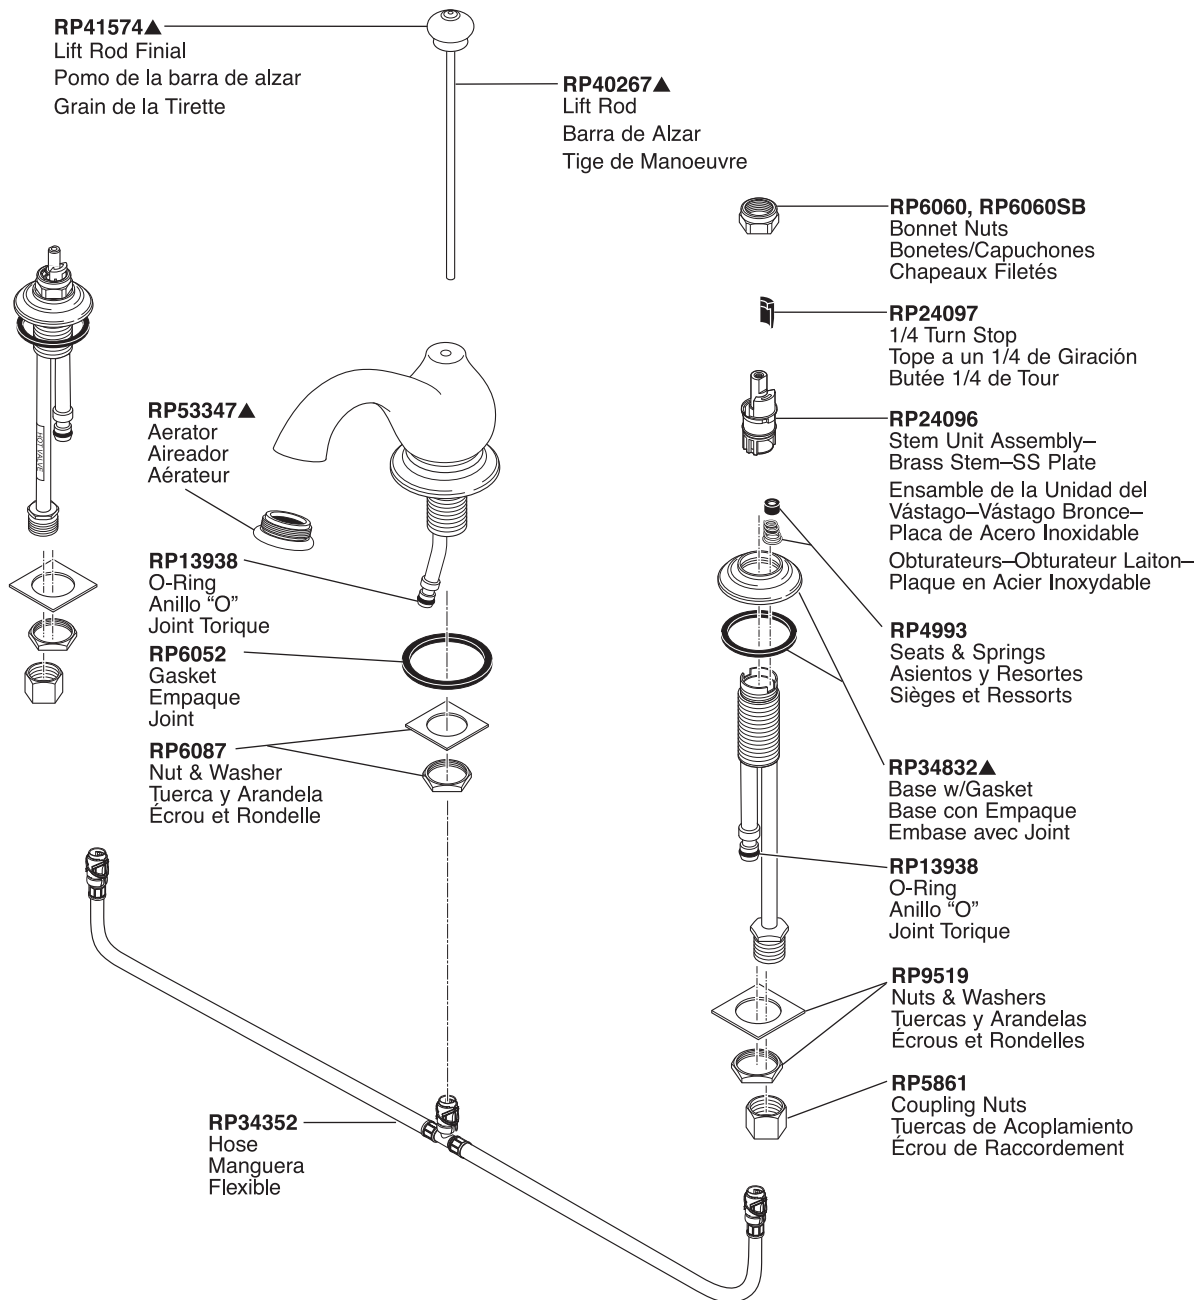 RP41574▲
Lift Rod Finial
Pomo de la barra de alzar
Grain de la Tirette
RP40267▲
Lift Rod
Barra de Alzar
Tige de Manoeuvre
RP6060, RP6060SB
Bonnet Nuts
Bonetes/Capuchones
Chapeaux Filetés
RP24097
1/4 Turn Stop
Tope a un 1/4 de Giración
Butée 1/4 de Tour
RP53347▲
Aerator
Aireador
Aérateur
HOT VALVE
RP24096
Stem Unit Assembly–
Brass Stem–SS Plate
Ensamble de la Unidad del
Vástago–Vástago Bronce–
Placa de Acero Inoxidable
Obturateurs–Obturateur Laiton–
Plaque en Acier Inoxydable
RP13938
O-Ring
Anillo “O”
Joint Torique
RP4993
Seats & Springs
Asientos y Resortes
Sièges et Ressorts
RP6052
Gasket
Empaque
Joint
RP6087
Nut & Washer
Tuerca y Arandela
Écrou et Rondelle
RP34832▲
Base w/Gasket
Base con Empaque
Embase avec Joint
RP13938
O-Ring
Anillo “O”
Joint Torique
RP9519
Nuts & Washers
Tuercas y Arandelas
Écrous et Rondelles
RP5861
Coupling Nuts
Tuercas de Acoplamiento
Écrou de Raccordement
RP34352
Hose
Manguera
Flexible